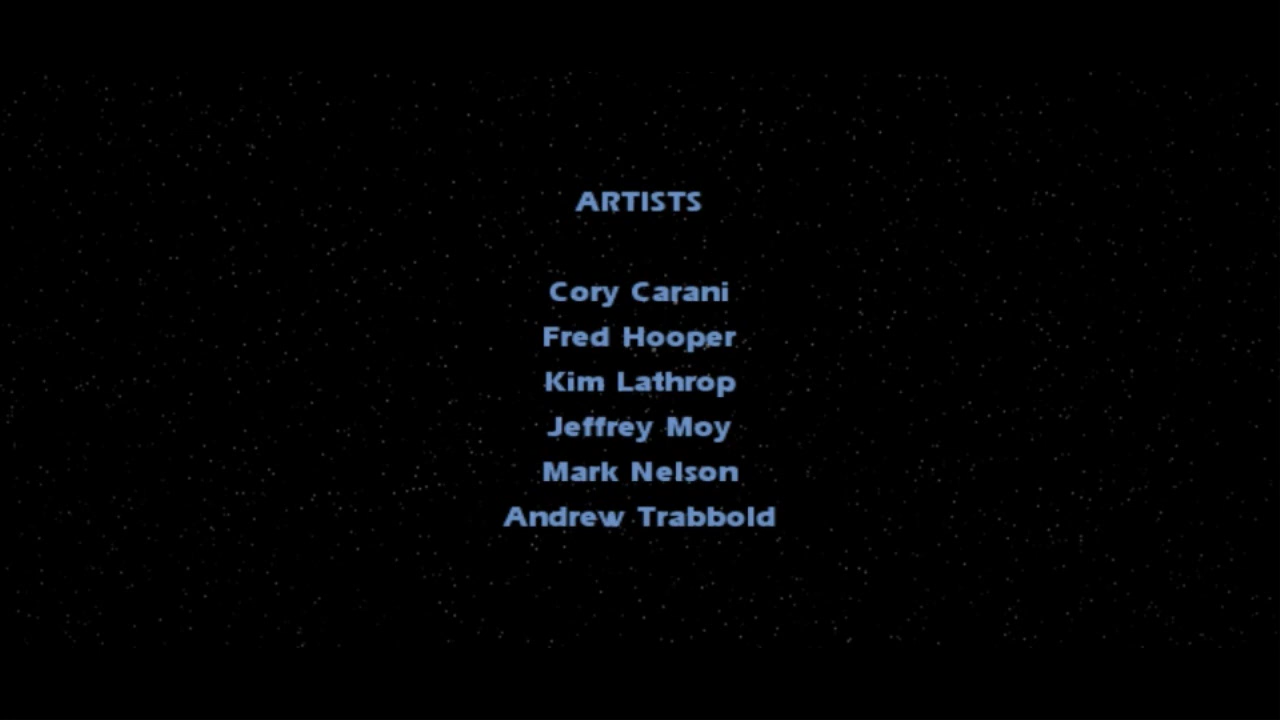 ARTISTS
Cory Carani
Fred Hooper
Kim Lathrop
Jeffrey Moy
Mark Nelson
Andrew Trabbold